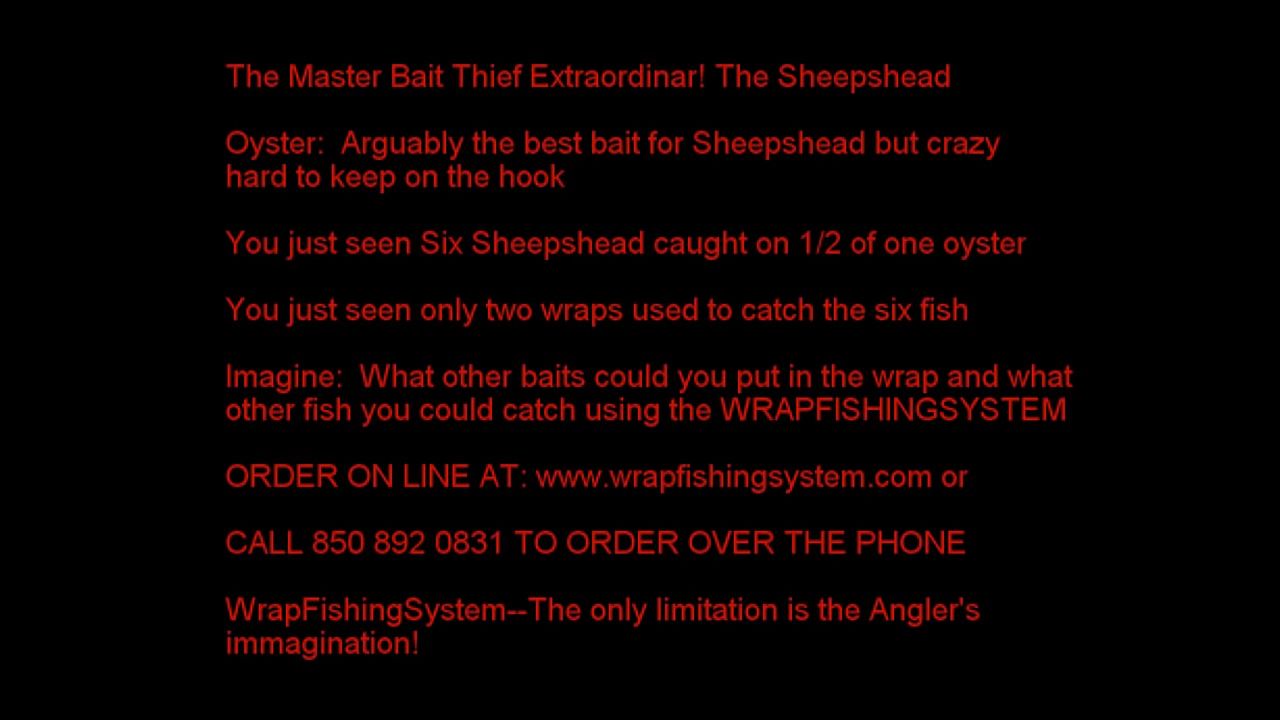 The Master Bait Thief Extraordinar! The Sheepshead
Oyster:  Arguably the best bait for Sheepshead but crazy
hard to keep on the hook
You just seen Six Sheepshead caught on 1/2 of one oyster
You just seen only two wraps used to catch the six fish
Imagine:  What other baits could you put in the wrap and what
other fish you could catch using the WRAPFISHINGSYSTEM
ORDER ON LINE AT: www.wrapfishingsystem.com or
CALL 850 892 0831 TO ORDER OVER THE PHONE
WrapFishingSystem--The only limitation is the Angler's
immagination!